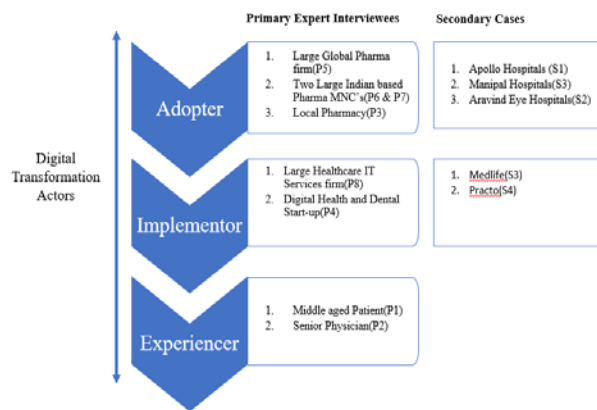 Primary Expert Interviewees
Secondary Cases
Digital
Transformation
Actors
Adopter
1. Large Global Pharma
firm(P5)
2. Two Large Indian based
Pharma MNC's(P6 & P7)
3. Local Pharmacy(P3)
1. Apollo Hospitals (S1)
2. Manipal Hospitals(S3)
3. Aravind Eye Hospitals(S2)
Implementor
1. Large Healthcare IT
Services firm(P8)
2. Digital Health and Dental
Start-up(P4)
1. Medlife(S3)
2. Practo(S4)
Experiencer
1. Middle aged Patient(P1)
2. Senior Physician(P2)